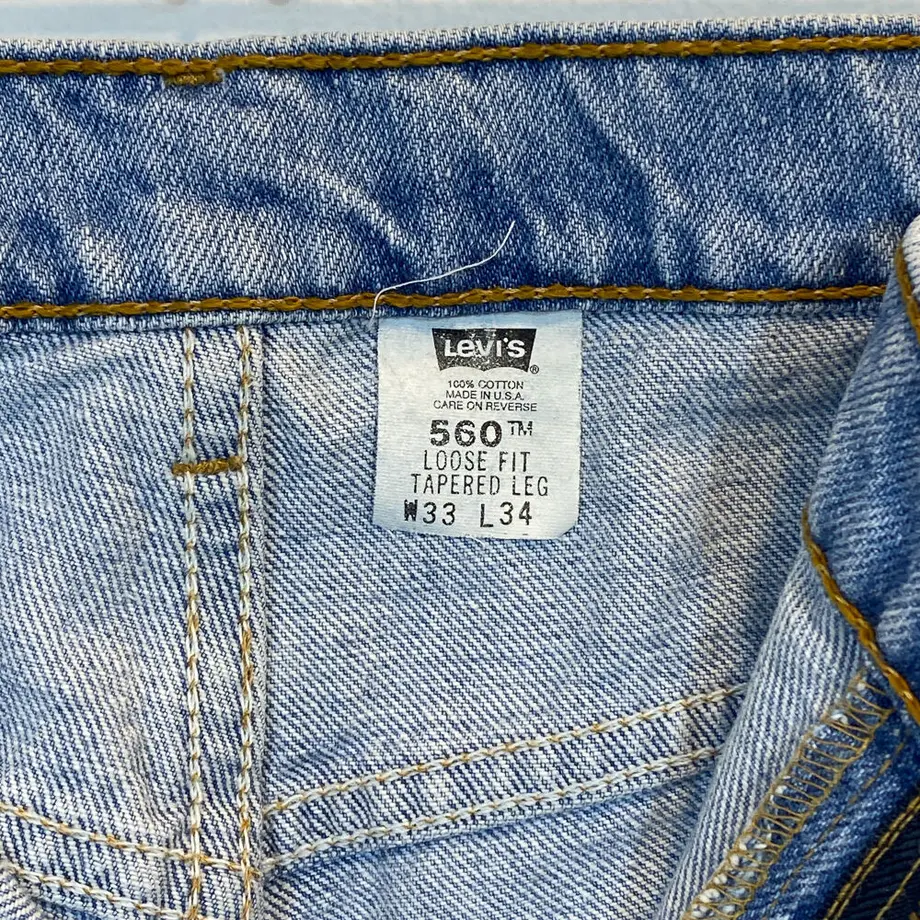 LEVI'S ®
100% COTTON
MADE IN U.S.A.
CARE ON REVERSE
560™
LOOSE FIT
TAPERED LEG
W33 L34